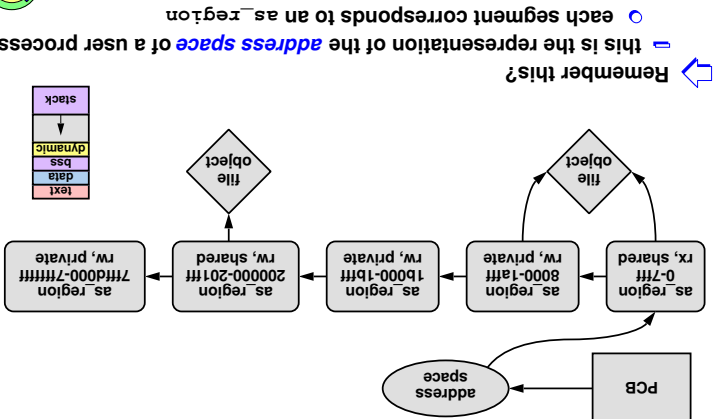 PCB
address
space
as_region
0-7fff
rx, shared
as_region
8000-1afff
rw, private
as_region
1b000-1bfff
rw, private
as_region
200000-201fff
rw, shared
as_region
7fffd000-7fffffff
rw, private
file
object
file
object
text
data
bss
dynamic
stack
Remember this?
– this is the representation of the address space of a user process
each segment corresponds to an as_region